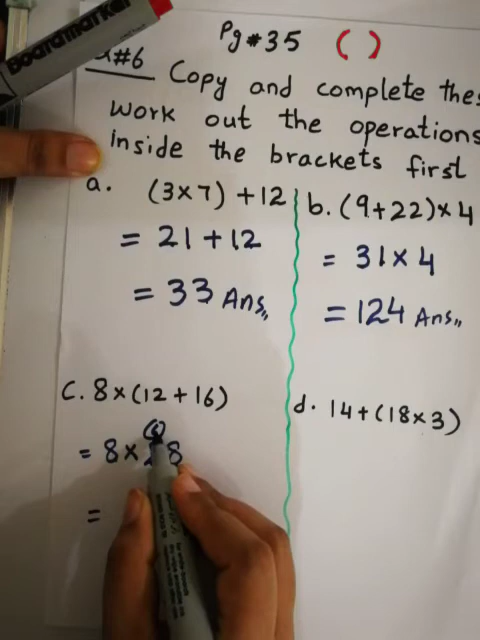 Boardmarker
Pg # 35 ( )
#6 Copy and complete
Work out the operations
inside the brackets first
a. (3×7) + 12
= 21 + 12
= 33 Ans,,
b. (9+22)× 4
= 31 × 4
= 124 Ans,,
C. 8×(12 + 16)
= 8 × 28
=
d. 14+(18×3)